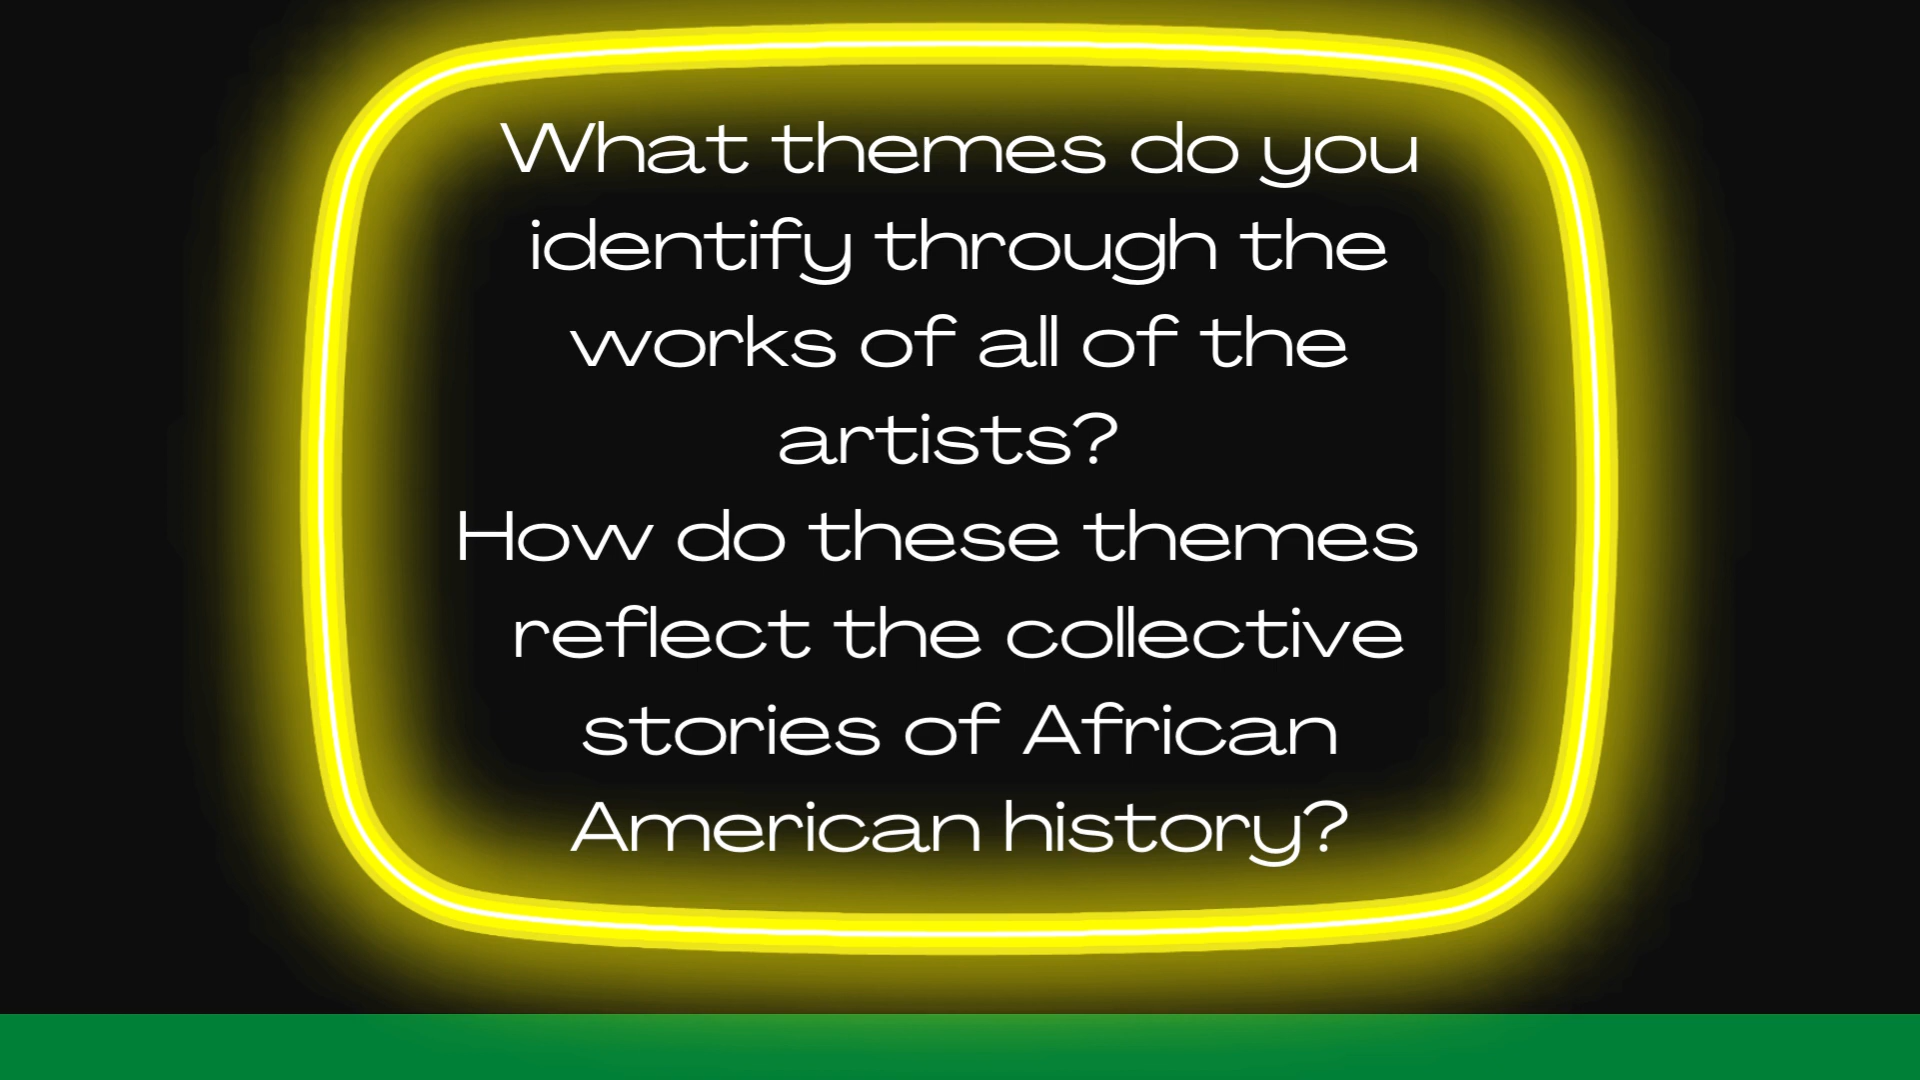 What themes do you
identify through the
works of all of the
artists?
How do these themes
reflect the collective
stories of African
American history?